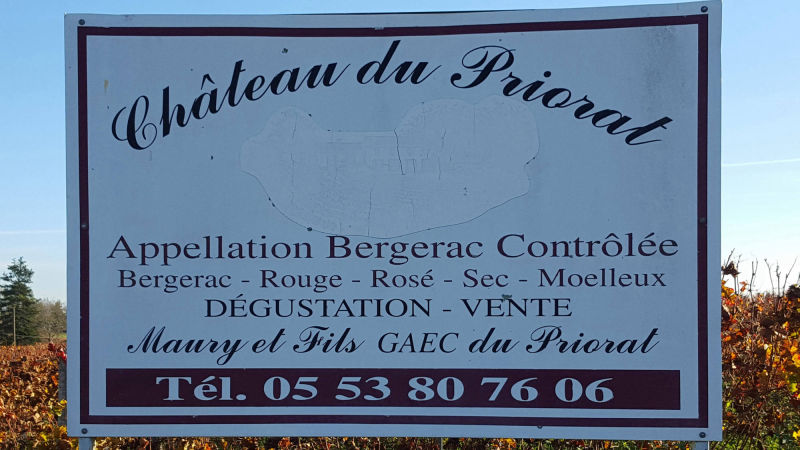 Château du Priorat
Appellation Bergerac Contrôlée
Bergerac - Rouge - Rosé - Sec - Moelleux
DÉGUSTATION - VENTE
Maury et Fils GAEC du Priorat
Tél. 05 53 80 76 06